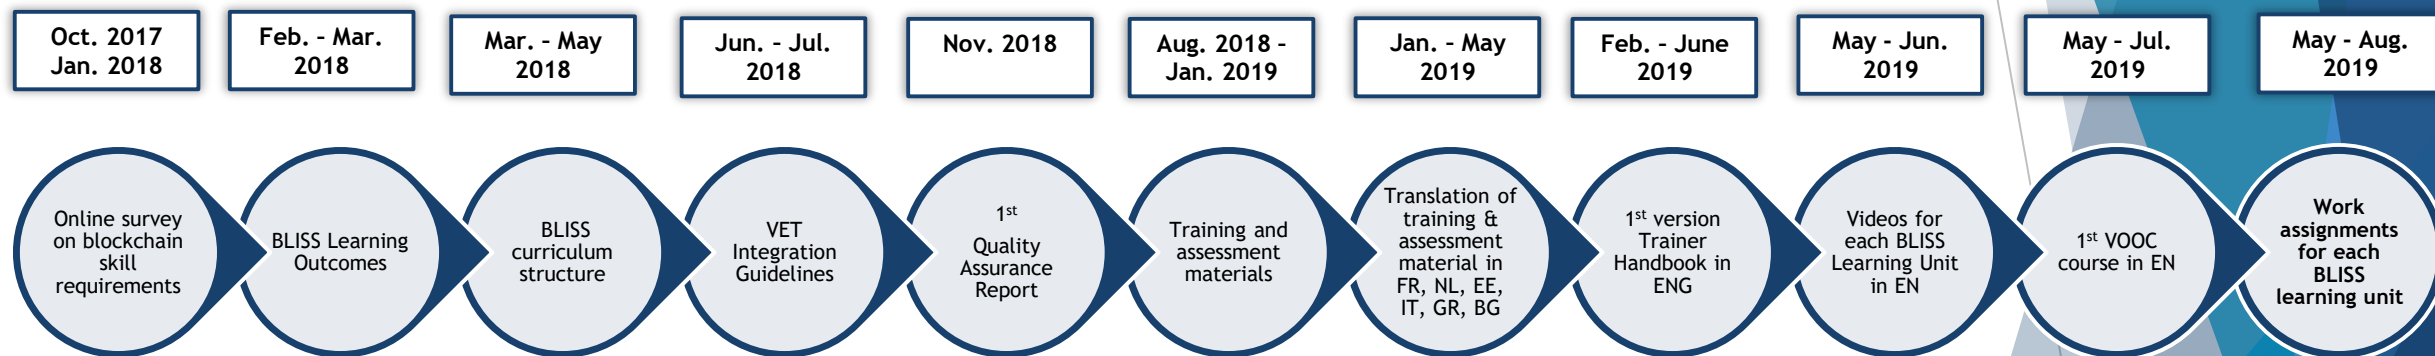 Oct. 2017
Jan. 2018
Feb. - Mar.
2018
Mar. - May
2018
Jun. - Jul.
2018
Nov. 2018
Aug. 2018 -
Jan. 2019
Jan. - May
2019
Feb. - June
2019
May - Jun.
2019
May - Jul.
2019
May - Aug.
2019
Online survey
on blockchain
skill
requirements
BLISS Learning
Outcomes
BLISS
curriculum
structure
VET
Integration
Guidelines
1st
Quality
Assurance
Report
Training and
assessment
materials
Translation of
training &
assessment
material in
FR, NL, EE,
IT, GR, BG
1st version
Trainer
Handbook in
ENG
Videos for
each BLISS
Learning Unit
in EN
1st VOOC
course in EN
Work
assignments
for each
BLISS
learning unit